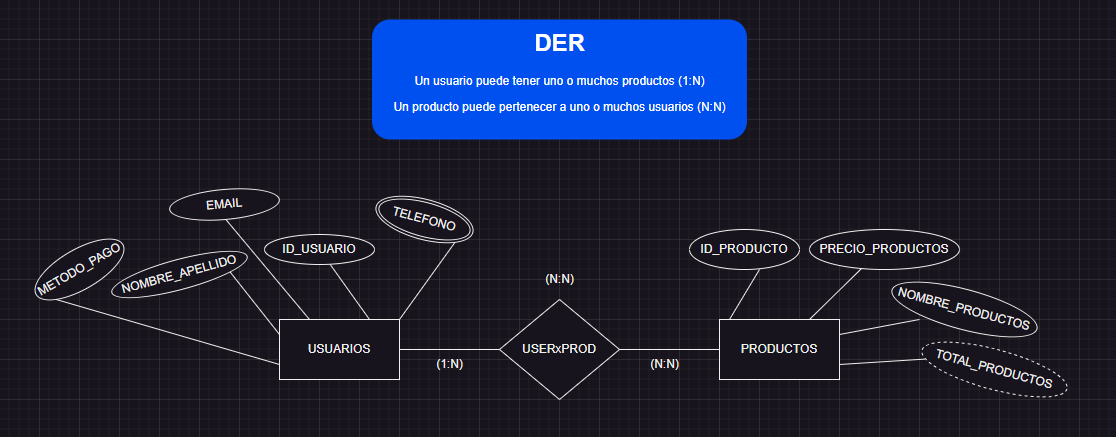 DER
Un usuario puede tener uno o muchos productos (1:N)
Un producto puede pertenecer a uno o muchos usuarios (N:N)
EMAIL
TELEFONO
METODO_PAGO
NOMBRE_APELLIDO
ID_USUARIO
ID_PRODUCTO
PRECIO_PRODUCTOS
(N:N)
NOMBRE_PRODUCTOS
USUARIOS
(1:N)
USERxPROD
(N:N)
PRODUCTOS
TOTAL_PRODUCTOS